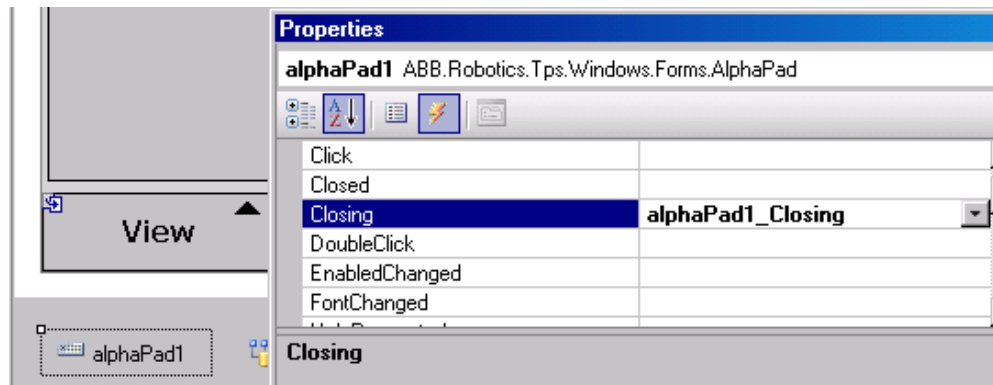 Properties
alphaPad1 ABB.Robotics.Tps.Windows.Forms.AlphaPad
Click
Closed
Closing alphaPad1_Closing
DoubleClick
EnabledChanged
FontChanged
View
alphaPad1
Closing